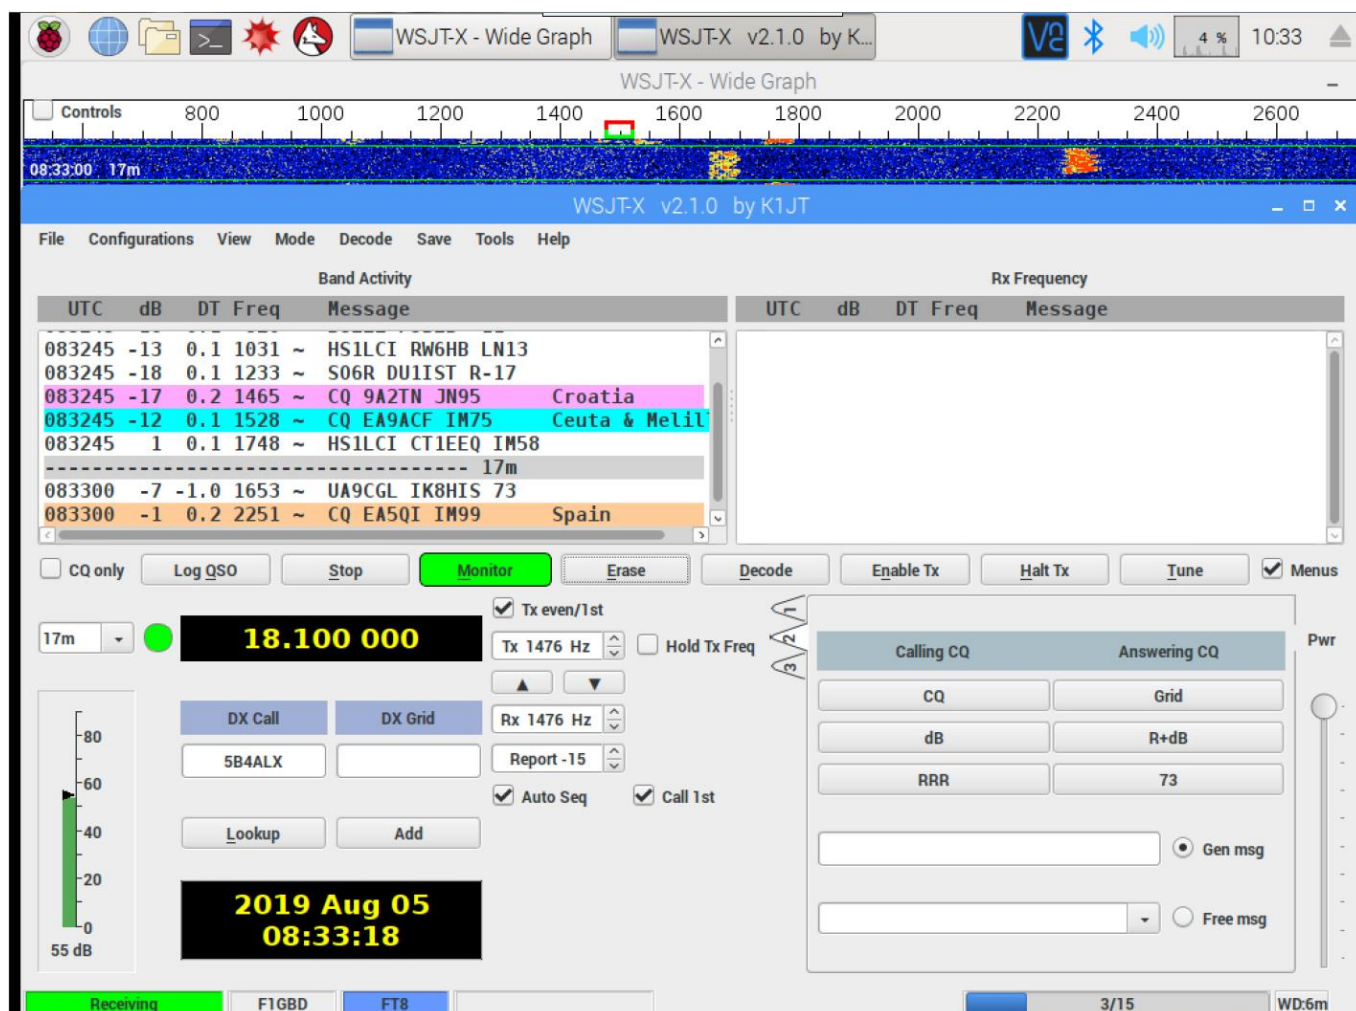 WSJT-X - Wide Graph
WSJT-X v2.1.0 by K...
4 %
10:33
WSJT-X - Wide Graph
Controls 800 1000 1200 1400 1600 1800 2000 2200 2400 2600
08:33:00 17m
WSJT-X v2.1.0 by K1JT
File Configurations View Mode Decode Save Tools Help
Band Activity
Rx Frequency
UTC dB DT Freq Message
UTC dB DT Freq Message
083245 -13 0.1 1031 ~ HS1LCI RW6HB LN13
083245 -18 0.1 1233 ~ SO6R DU1IST R-17
083245 -17 0.2 1465 ~ CQ 9A2TN JN95 Croatia
083245 -12 0.1 1528 ~ CQ EA9ACF IM75 Ceuta & Melil
083245 1 0.1 1748 ~ HS1LCI CT1EEQ IM58
------------------------------------ 17m
083300 -7 -1.0 1653 ~ UA9CGL IK8HIS 73
083300 -1 0.2 2251 ~ CQ EA5QI IM99 Spain
CQ only Log QSO Stop Monitor Erase Decode Enable Tx Halt Tx Tune Menus
17m
18.100 000
Tx even/1st
Tx 1476 Hz
Hold Tx Freq
Rx 1476 Hz
Report -15
Auto Seq
Call 1st
DX Call
DX Grid
5B4ALX
Lookup
Add
2019 Aug 05
08:33:18
80
60
40
20
0
55 dB
1
2
3
Calling CQ
Answering CQ
CQ
Grid
dB
R+dB
RRR
73
Gen msg
Free msg
Pwr
Receiving F1GBD FT8 3/15 WD:6m